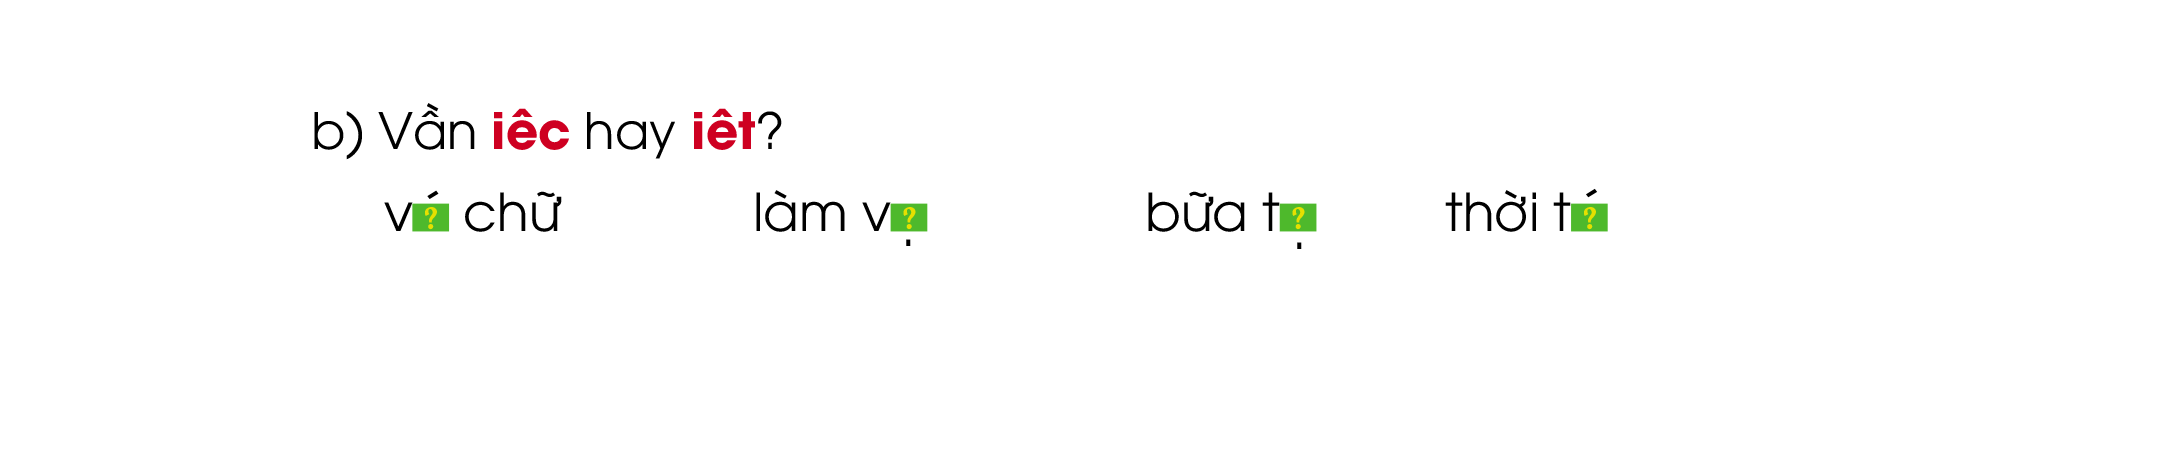 b) Vần iêc hay iêt?
v?́ chữ làm v?̣ bữa t?̣ thời t?́